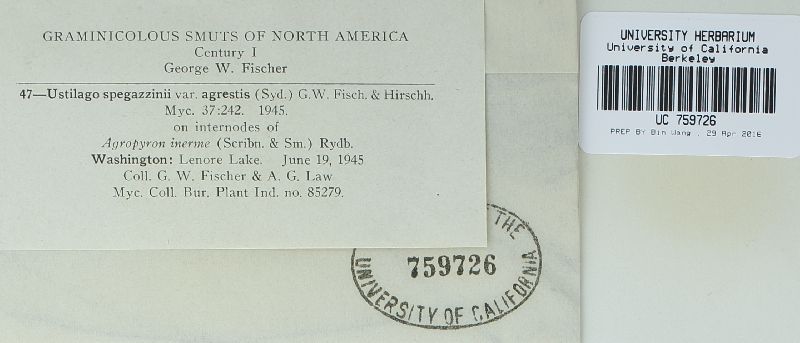 GRAMINICOLOUS SMUTS OF NORTH AMERICA
Century I
George W. Fischer
47—Ustilago spegazzinii var. agrestis (Syd.) G.W. Fisch. & Hirschh.
Myc. 37:242. 1945.
on internodes of
Agropyron inerme (Scribn. & Sm.) Rydb.
Washington: Lenore Lake. June 19, 1945
Coll. G. W. Fischer & A. G. Law
Myc. Coll. Bur. Plant Ind. no. 85279.
UNIVERSITY HERBARIUM
University of California
Berkeley
UC 759726
PREP BY Bin Wang , 29 Apr 2016
THE
759726
UNIVERSITY OF CALIFORNIA